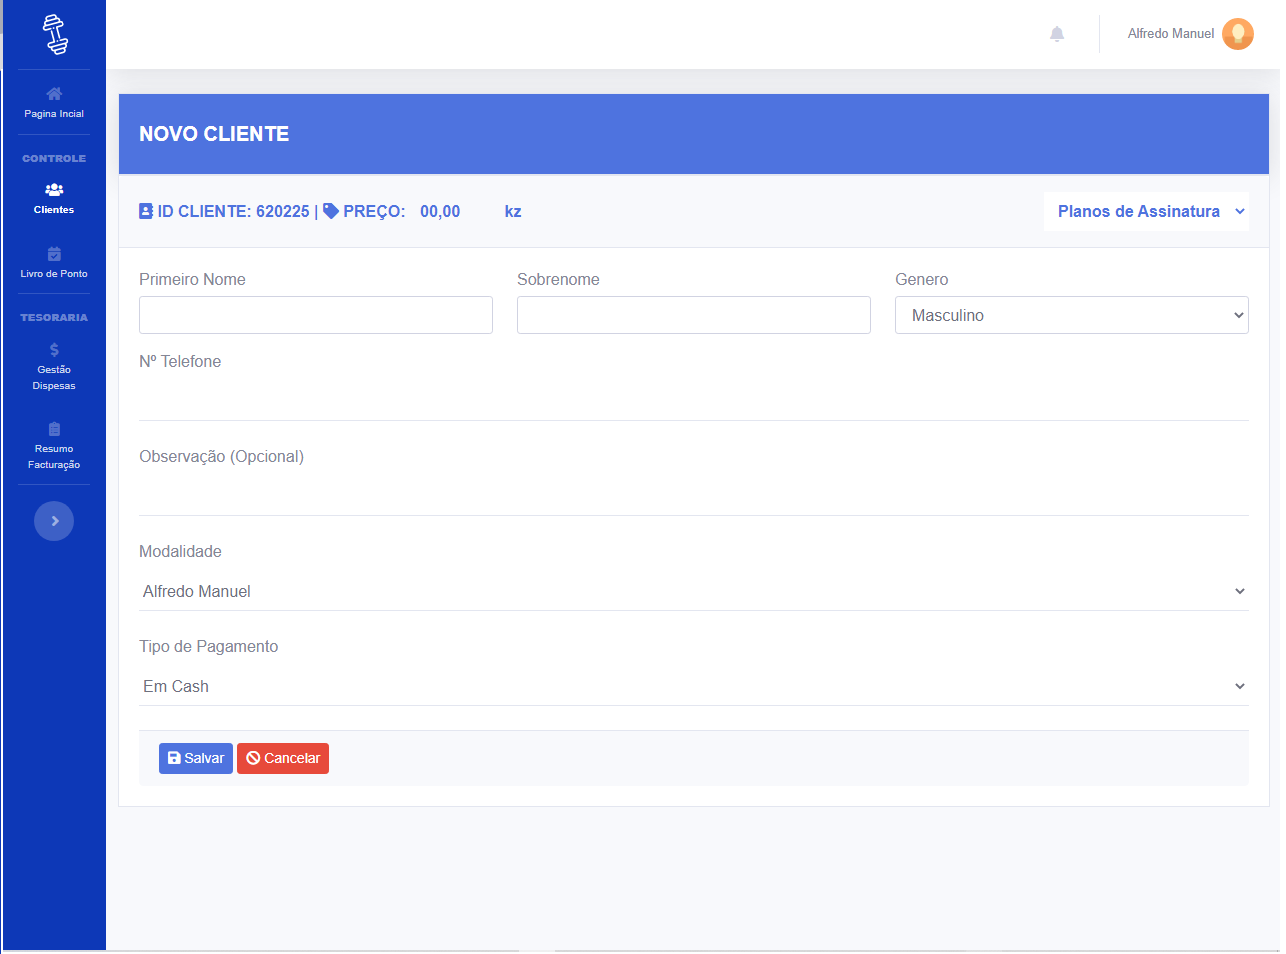 Alfredo Manuel
Pagina Incial
CONTROLE
Clientes
Livro de Ponto
TESORARIA
Gestão
Dispesas
Resumo
Facturação
NOVO CLIENTE
ID CLIENTE: 620225 | PREÇO: 00,00 kz
Planos de Assinatura
Primeiro Nome
Sobrenome
Genero
Masculino
Nº Telefone
Observação (Opcional)
Modalidade
Alfredo Manuel
Tipo de Pagamento
Em Cash
Salvar
Cancelar